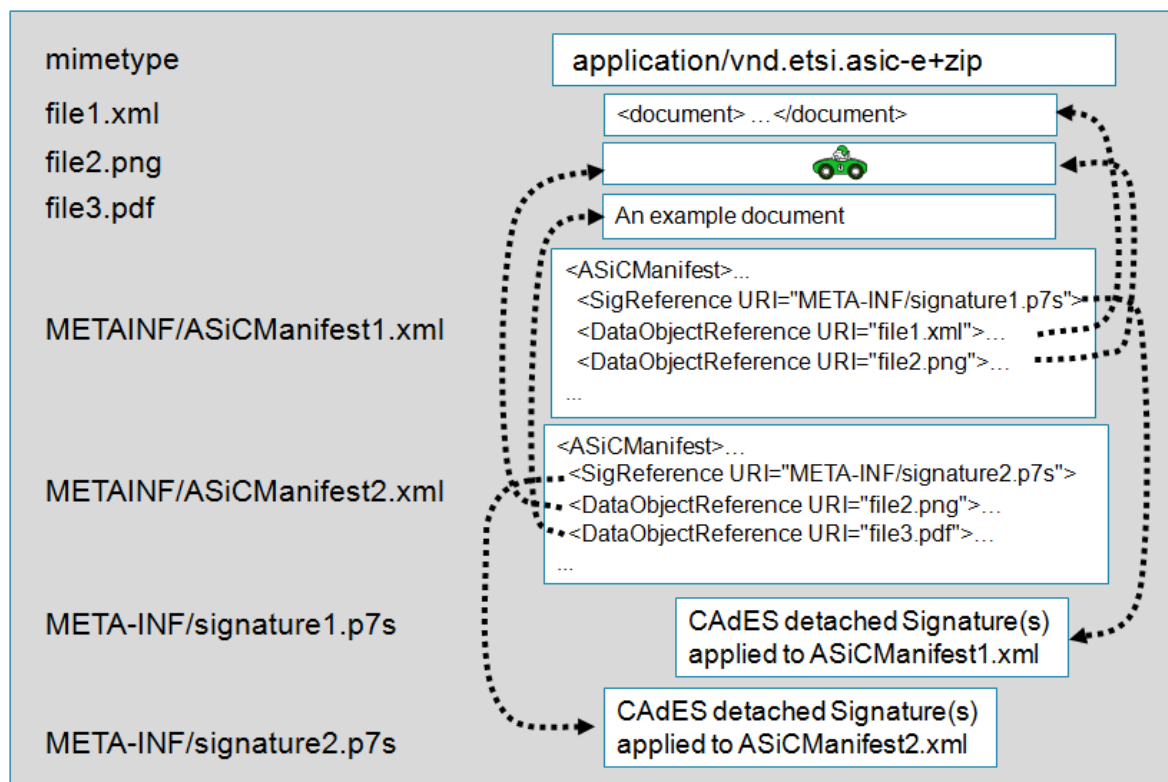 mimetype
application/vnd.etsi.asic-e+zip
file1.xml
<document> ...</document>
file2.png
file3.pdf
An example document
METAINF/ASiCManifest1.xml
<ASiCManifest>...
<SigReference URI="META-INF/signature1.p7s">
<DataObjectReference URI="file1.xml">...
<DataObjectReference URI="file2.png">...
...
METAINF/ASiCManifest2.xml
<ASiCManifest>...
<SigReference URI="META-INF/signature2.p7s">
<DataObjectReference URI="file2.png">...
<DataObjectReference URI="file3.pdf">...
...
META-INF/signature1.p7s
CAdES detached Signature(s)
applied to ASiCManifest1.xml
META-INF/signature2.p7s
CAdES detached Signature(s)
applied to ASiCManifest2.xml